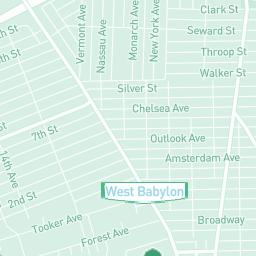 Clark St
Vermont Ave
Nassau Ave
Monarch Ave
New York Ave
Seward St
Throop St
Walker St
Silver St
Chelsea Ave
7th St
Outlook Ave
14th Ave
Amsterdam Ave
West Babylon
2nd St
Tooker Ave
Broadway
Forest Ave